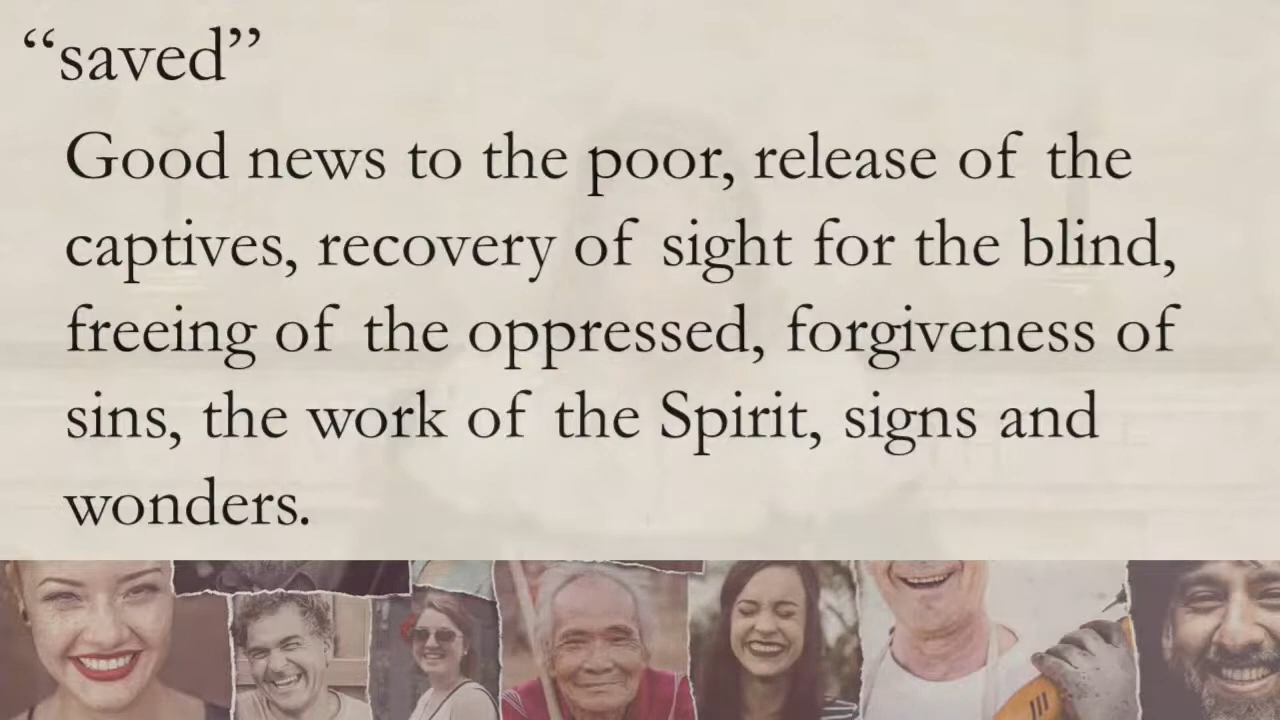 “saved”
Good news to the poor, release of the
captives, recovery of sight for the blind,
freeing of the oppressed, forgiveness of
sins, the work of the Spirit, signs and
wonders.